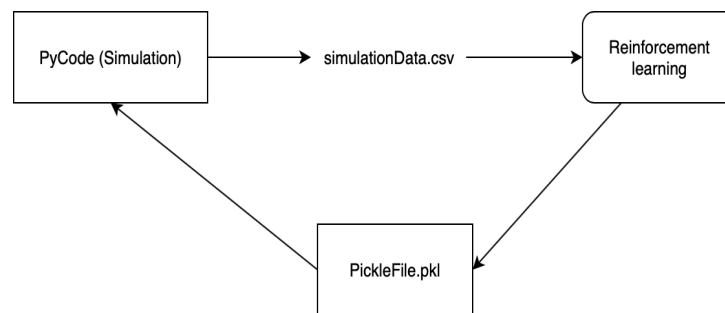 PyCode (Simulation)
simulationData.csv
Reinforcement
learning
PickleFile.pkl